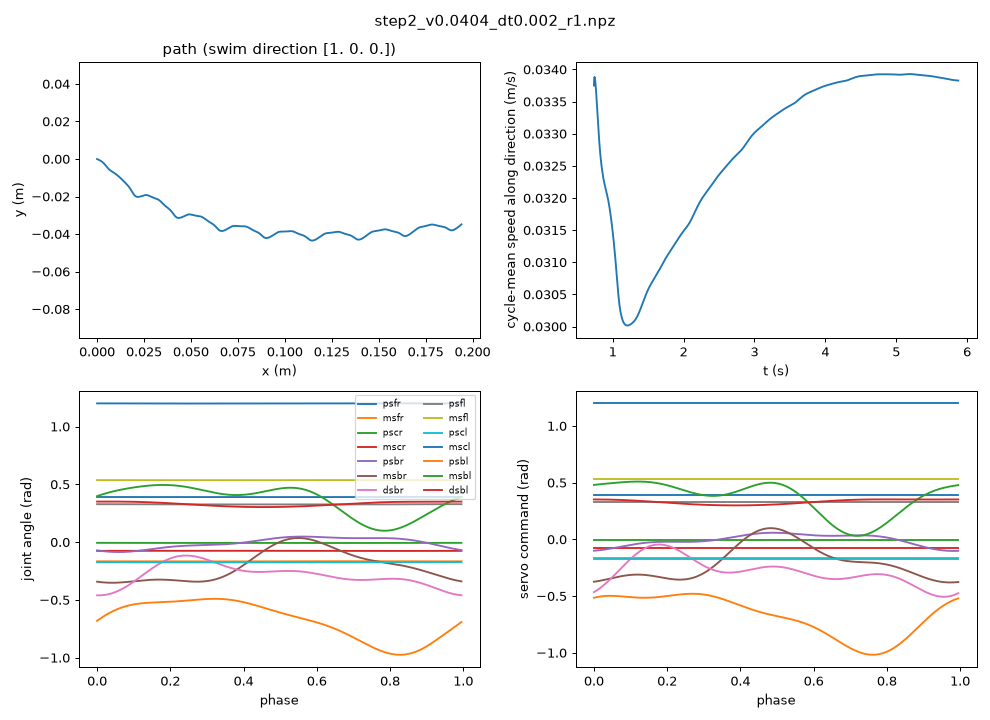 step2_v0.0404_dt0.002_r1.npz
path (swim direction [1. 0. 0.])
0.04
0.02
0.00
−0.02
−0.04
−0.06
−0.08
y (m)
0.000 0.025 0.050 0.075 0.100 0.125 0.150 0.175 0.200
x (m)
0.0340
0.0335
0.0330
0.0325
0.0320
0.0315
0.0310
0.0305
0.0300
cycle-mean speed along direction (m/s)
1 2 3 4 5 6
t (s)
1.0
0.5
0.0
−0.5
−1.0
joint angle (rad)
psfr psfl
msfr msfl
pscr pscl
mscr mscl
psbr psbl
msbr msbl
dsbr dsbl
0.0 0.2 0.4 0.6 0.8 1.0
phase
1.0
0.5
0.0
−0.5
−1.0
servo command (rad)
0.0 0.2 0.4 0.6 0.8 1.0
phase